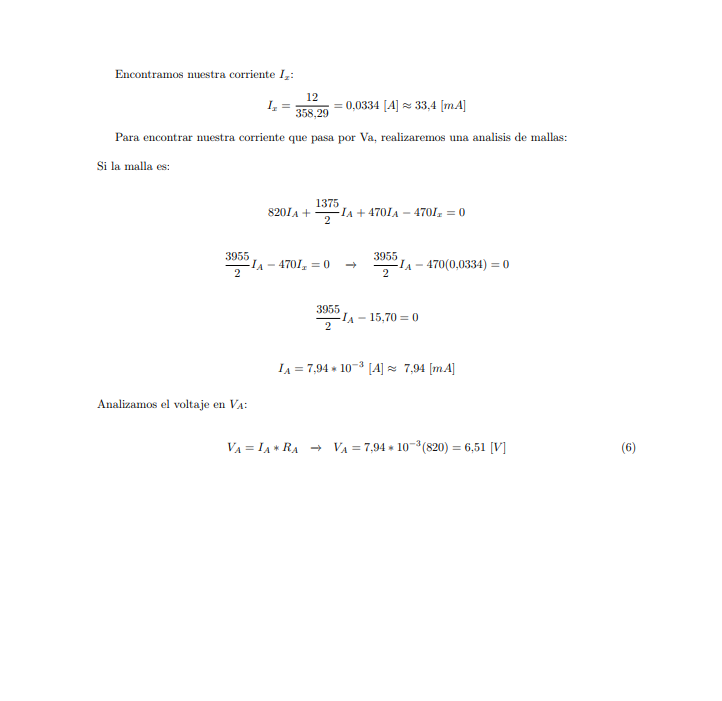 Encontramos nuestra corriente $I_x$:
$I_x = \frac{12}{358{,}29} = 0{,}0334\ [A] \approx 33{,}4\ [mA]$
Para encontrar nuestra corriente que pasa por Va, realizaremos una analisis de mallas:
Si la malla es:
$820I_A + \frac{1375}{2}I_A + 470I_A - 470I_x = 0$
$\frac{3955}{2}I_A - 470I_x = 0 \quad \rightarrow \quad \frac{3955}{2}I_A - 470(0{,}0334) = 0$
$\frac{3955}{2}I_A - 15{,}70 = 0$
$I_A = 7{,}94 * 10^{-3}\ [A] \approx\ 7{,}94\ [mA]$
Analizamos el voltaje en $V_A$:
$V_A = I_A * R_A \quad \rightarrow \quad V_A = 7{,}94 * 10^{-3}(820) = 6{,}51\ [V]$ (6)